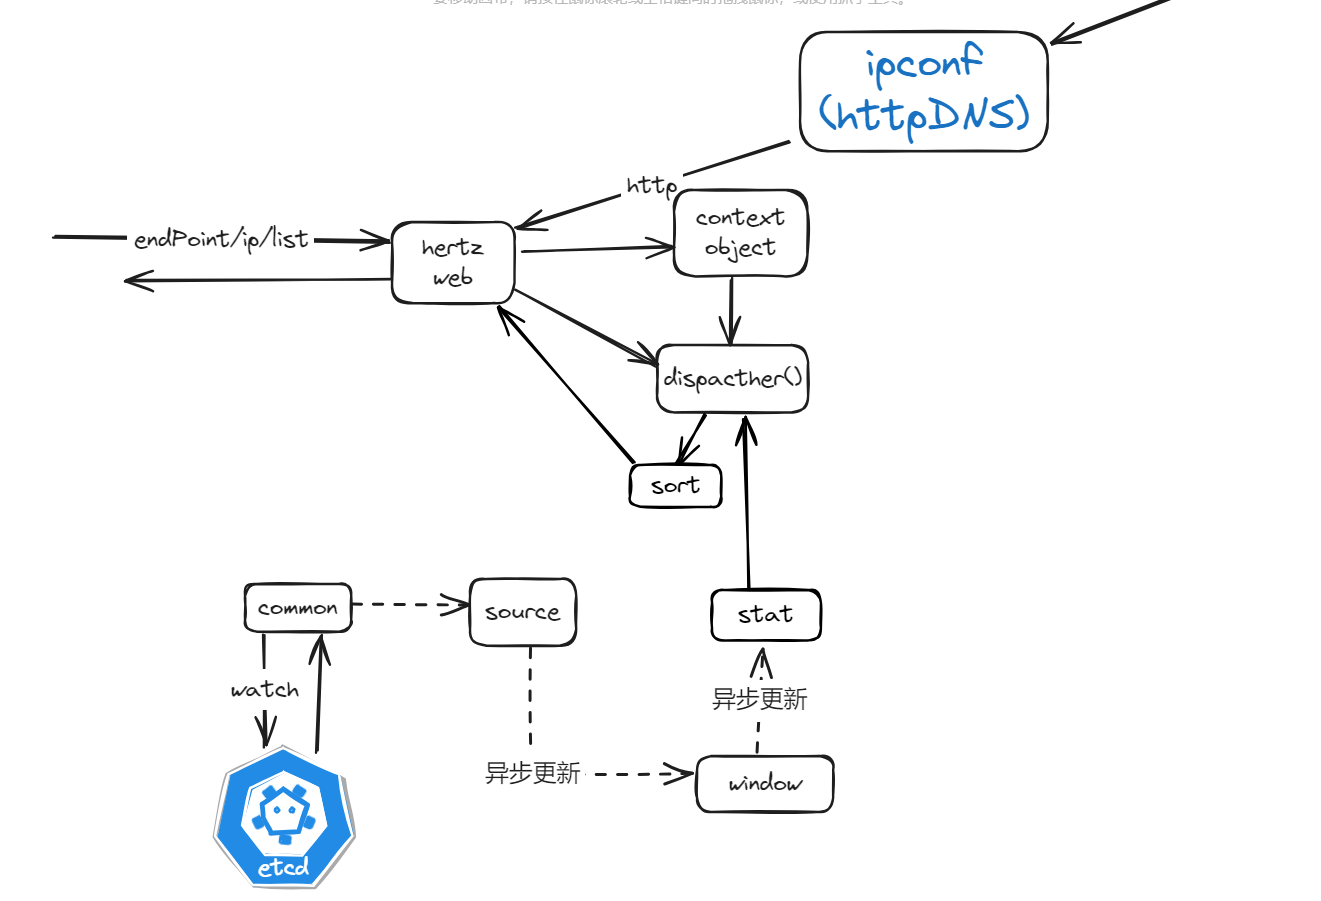 ipconf
(httpDNS)
http
endPoint/ip/list
hertz
web
context
object
dispacther()
sort
common
source
stat
watch
异步更新
异步更新
window
etcd